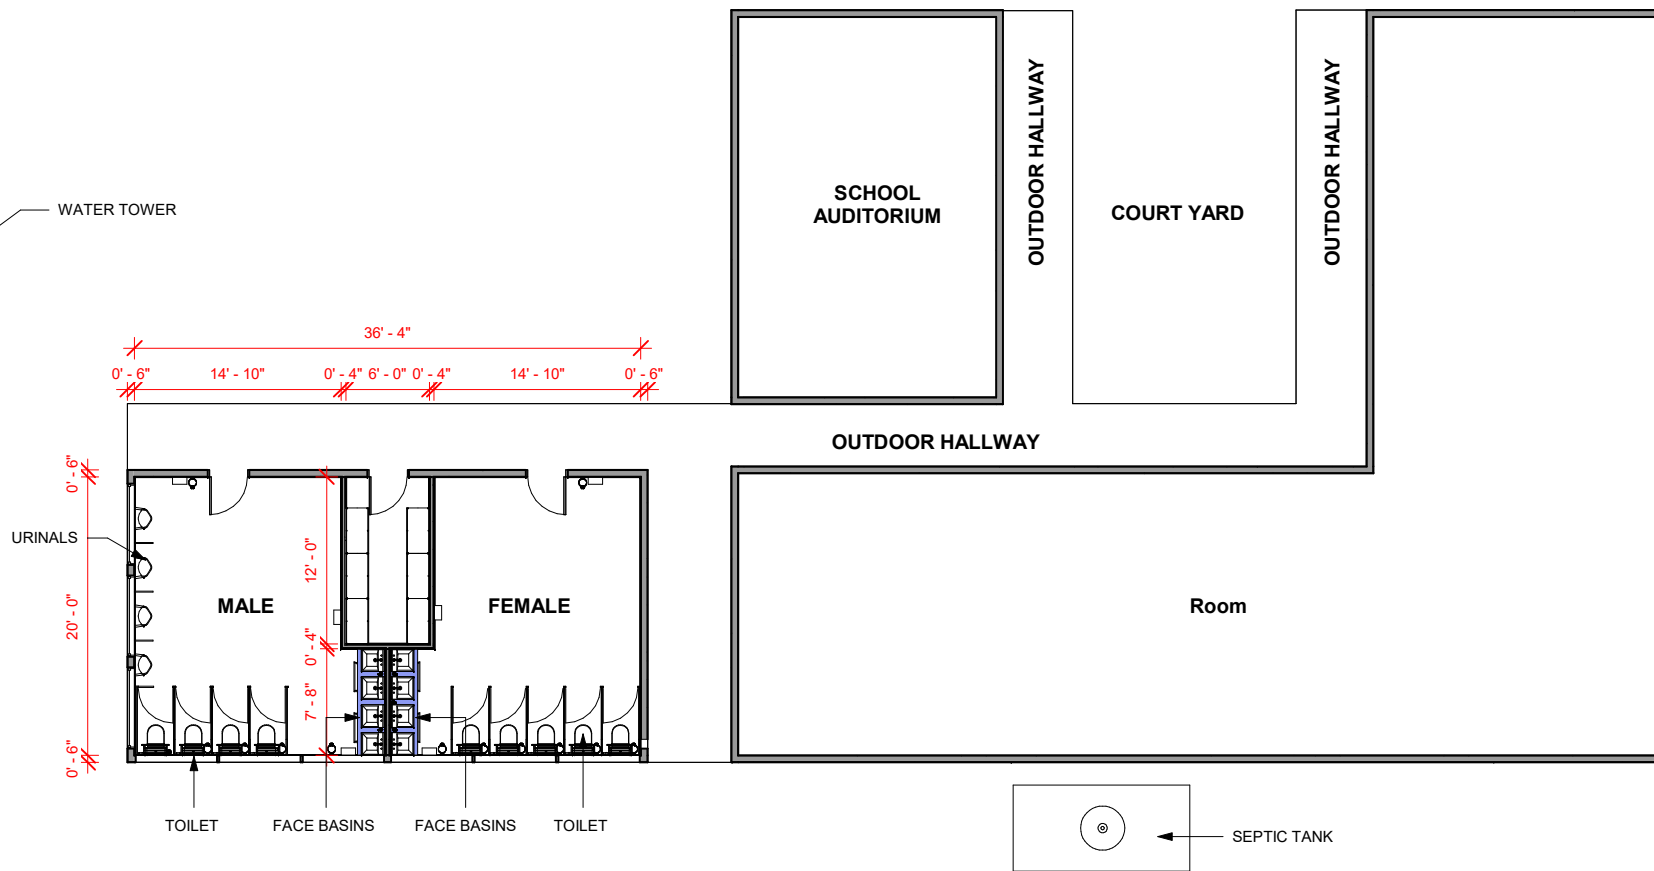 OUTDOOR HALLWAY
OUTDOOR HALLWAY
SCHOOL
AUDITORIUM
COURT YARD
WATER TOWER
36' - 4"
0' - 6"
14' - 10"
0' - 4"
6' - 0"
0' - 4"
14' - 10"
0' - 6"
OUTDOOR HALLWAY
0' - 6"
URINALS
12' - 0"
20' - 0"
MALE
FEMALE
Room
0' - 4"
7' - 8"
0' - 6"
TOILET
FACE BASINS
FACE BASINS
TOILET
SEPTIC TANK